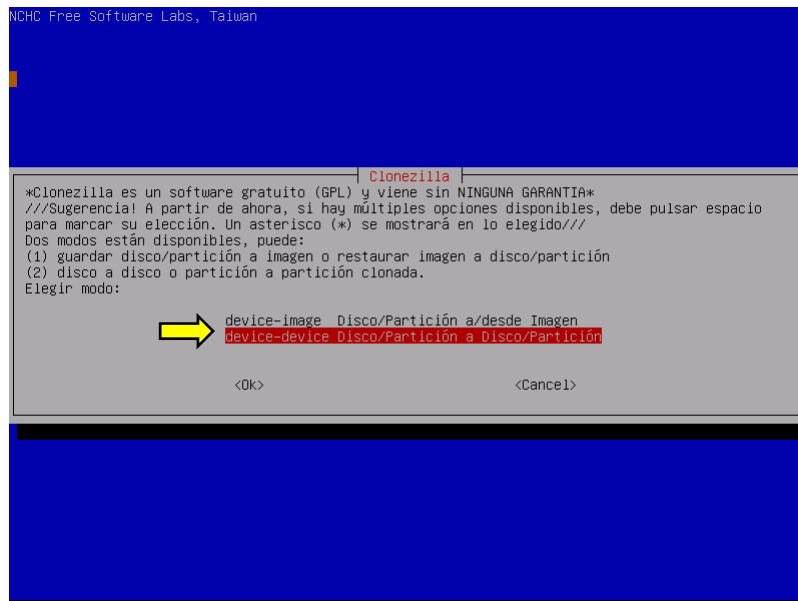 NCHC Free Software Labs, Taiwan
Clonezilla
*Clonezilla es un software gratuito (GPL) y viene sin NINGUNA GARANTIA*
///Sugerencia! A partir de ahora, si hay múltiples opciones disponibles, debe pulsar espacio
para marcar su elección. Un asterisco (*) se mostrará en lo elegido///
Dos modos están disponibles, puede:
(1) guardar disco/partición a imagen o restaurar imagen a disco/partición
(2) disco a disco o partición a partición clonada.
Elegir modo:
device-image Disco/Partición a/desde Imagen
device-device Disco/Partición a Disco/Partición
<Ok> <Cancel>